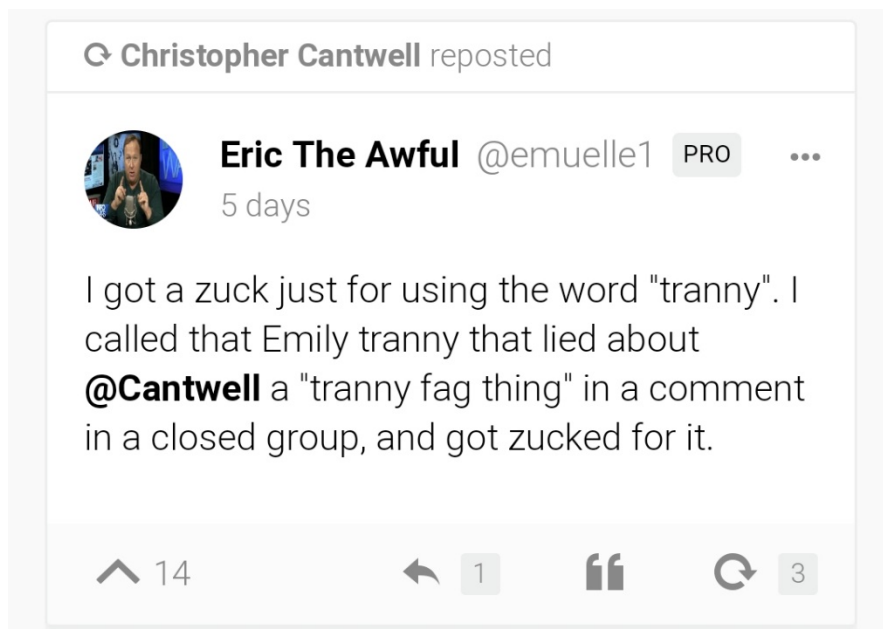 Christopher Cantwell reposted
Eric The Awful @emuelle1 PRO
5 days
I got a zuck just for using the word "tranny". I
called that Emily tranny that lied about
@Cantwell a "tranny fag thing" in a comment
in a closed group, and got zucked for it.
14 1 3